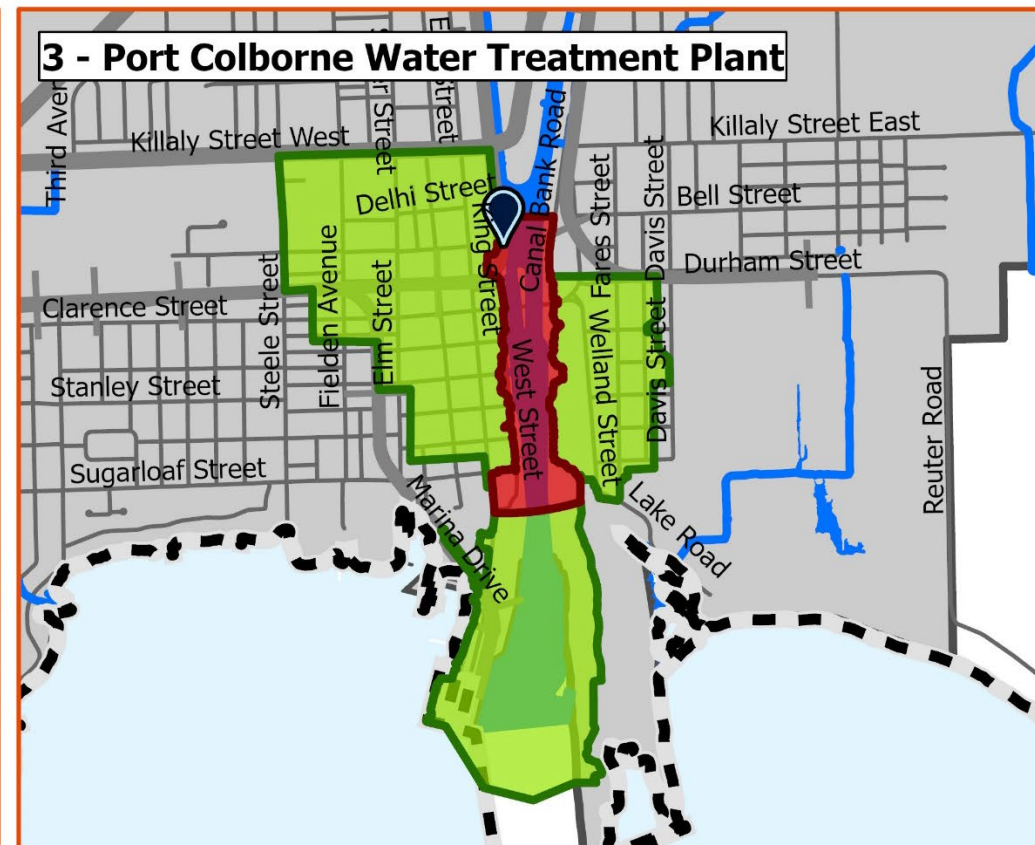 3 - Port Colborne Water Treatment Plant
Killaly Street West
Killaly Street East
Third Aven
Street
Canal Bank Road
Delhi Street
King Street
Fares Street
Davis Street
Bell Street
Durham Street
Clarence Street
Steele Street
Fielden Avenue
Elm Street
West Street
Welland Street
Davis Street
Stanley Street
Sugarloaf Street
Marina Drive
Lake Road
Reuter Road